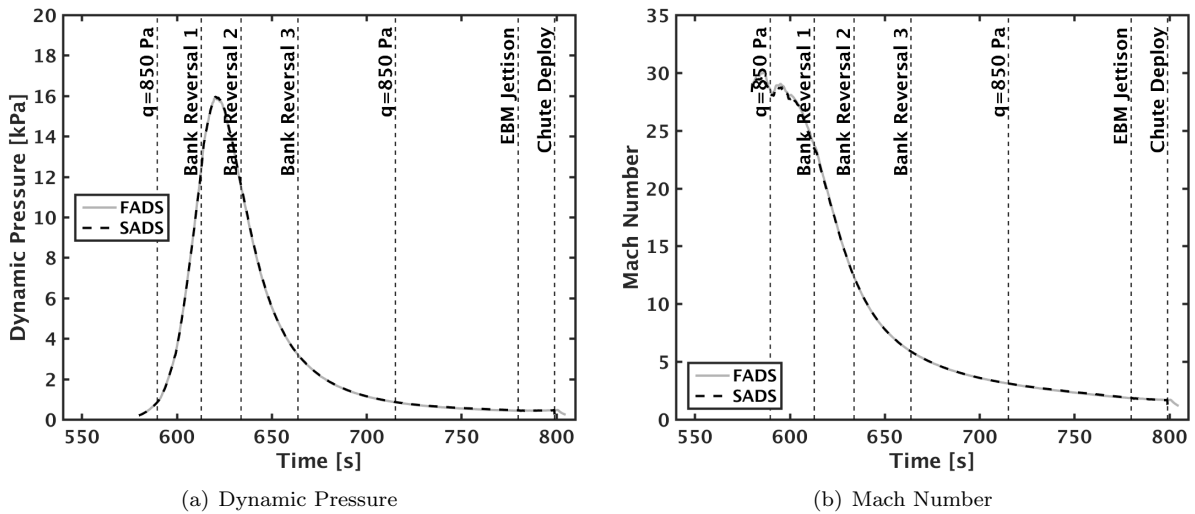 20
18
16
14
12
10
8
6
4
2
0
Dynamic Pressure [kPa]
q=850 Pa
Bank Reversal 1
Bank Reversal 2
Bank Reversal 3
q=850 Pa
EBM Jettison
Chute Deploy
FADS
SADS
550 600 650 700 750 800
Time [s]
(a) Dynamic Pressure
35
30
25
20
15
10
5
0
Mach Number
q=850 Pa
Bank Reversal 1
Bank Reversal 2
Bank Reversal 3
q=850 Pa
EBM Jettison
Chute Deploy
FADS
SADS
550 600 650 700 750 800
Time [s]
(b) Mach Number